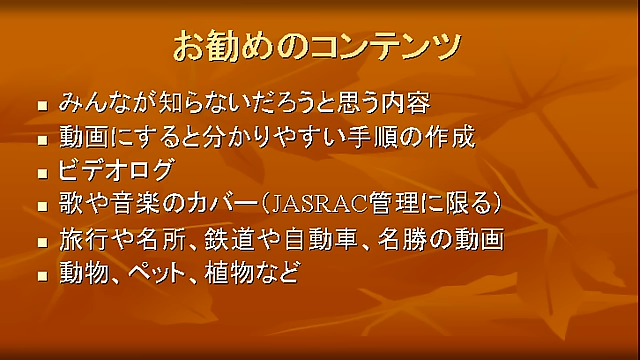 お勧めのコンテンツ
みんなが知らないだろうと思う内容
動画にすると分かりやすい手順の作成
ビデオログ
歌や音楽のカバー（JASRAC管理に限る）
旅行や名所、鉄道や自動車、名勝の動画
動物、ペット、植物など